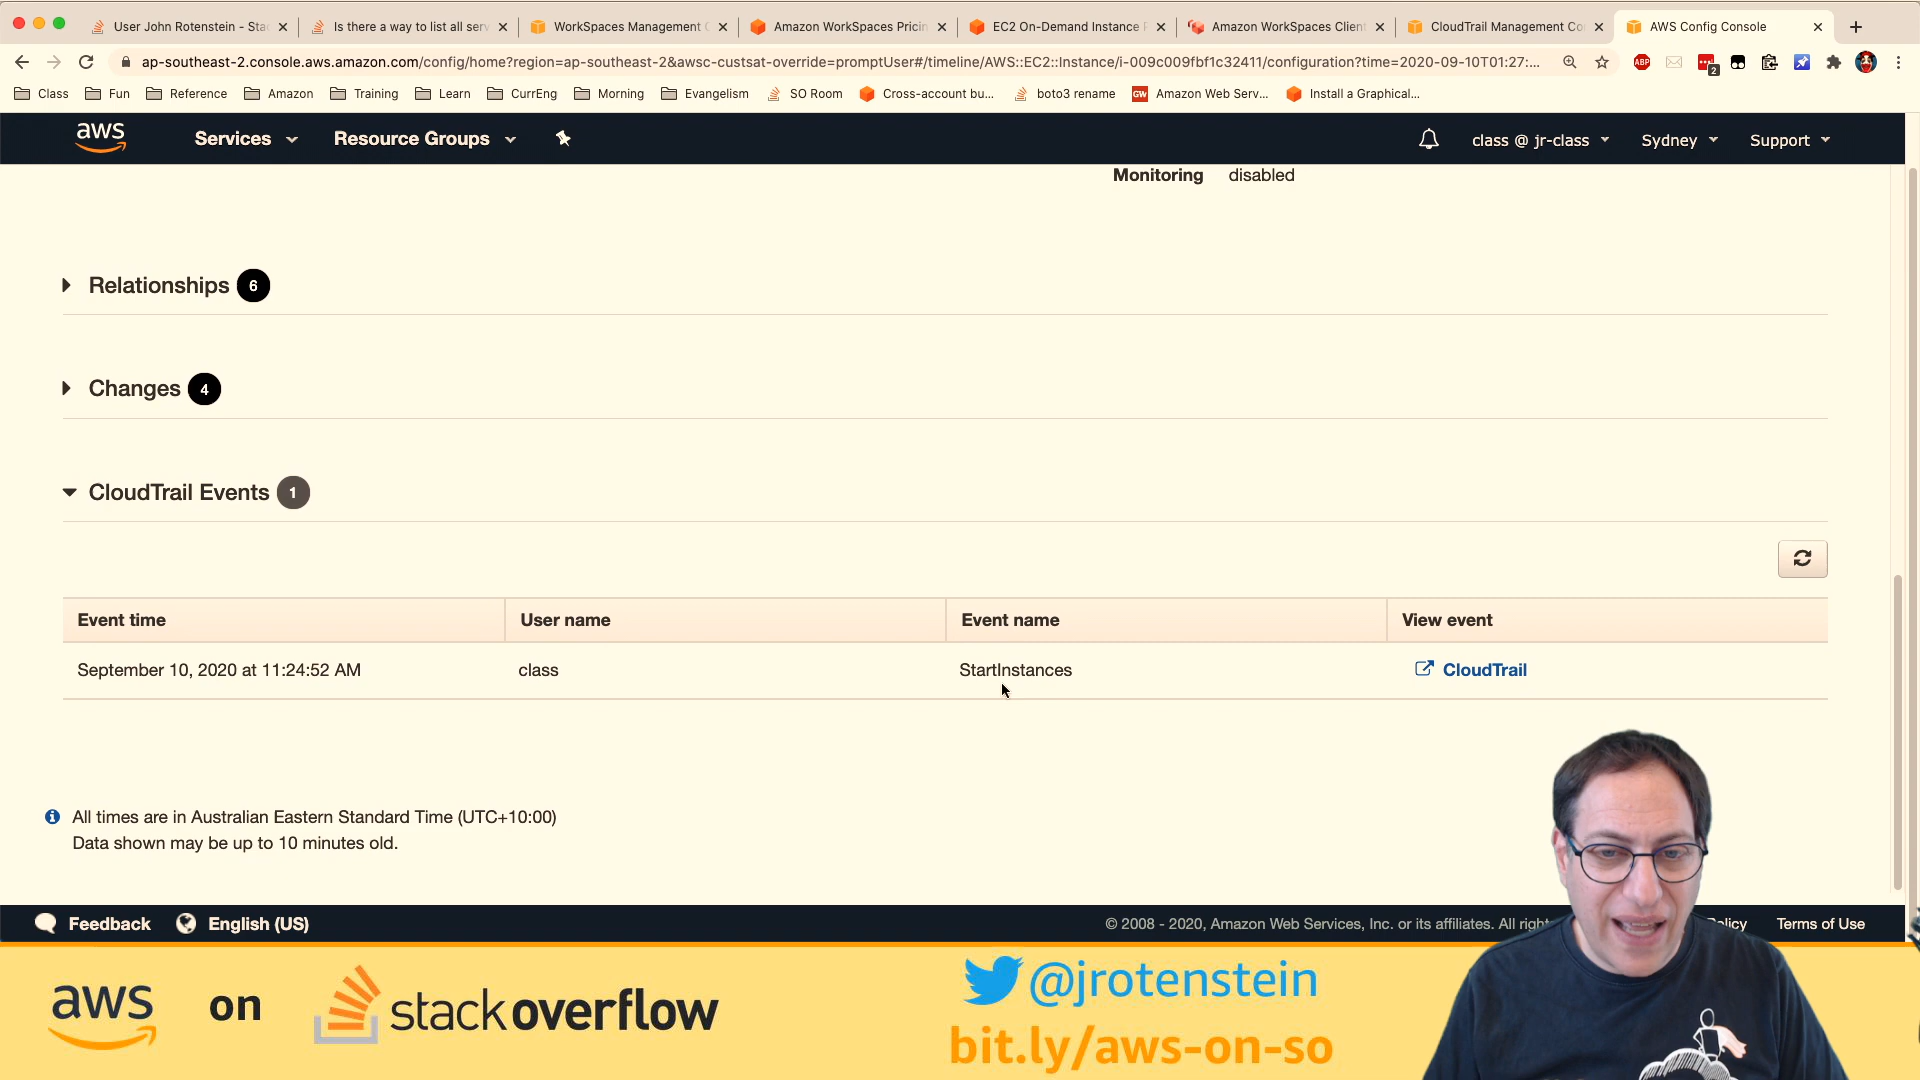 User John Rotenstein - Sta
Is there a way to list all serv
WorkSpaces Management
Amazon WorkSpaces Pricin
EC2 On-Demand Instance
Amazon WorkSpaces Client
CloudTrail Management Co
AWS Config Console
ap-southeast-2.console.aws.amazon.com/config/home?region=ap-southeast-2&awsc-custsat-override=promptUser#/timeline/AWS::EC2::Instance/i-009c009fbf1c32411/configuration?time=2020-09-10T01:27:...
ABP
2
Class
Fun
Reference
Amazon
Training
Learn
CurrEng
Morning
Evangelism
SO Room
Cross-account bu...
boto3 rename
GW
Amazon Web Serv...
Install a Graphical...
aws
Services
Resource Groups
class @ jr-class
Sydney
Support
Monitoring disabled
Relationships 6
Changes 4
CloudTrail Events 1
Event time
User name
Event name
View event
September 10, 2020 at 11:24:52 AM
class
StartInstances
CloudTrail
All times are in Australian Eastern Standard Time (UTC+10:00)
Data shown may be up to 10 minutes old.
Feedback
English (US)
© 2008 - 2020, Amazon Web Services, Inc. or its affiliates. All
Terms of Use
aws on stackoverflow
@jrotenstein
bit.ly/aws-on-so